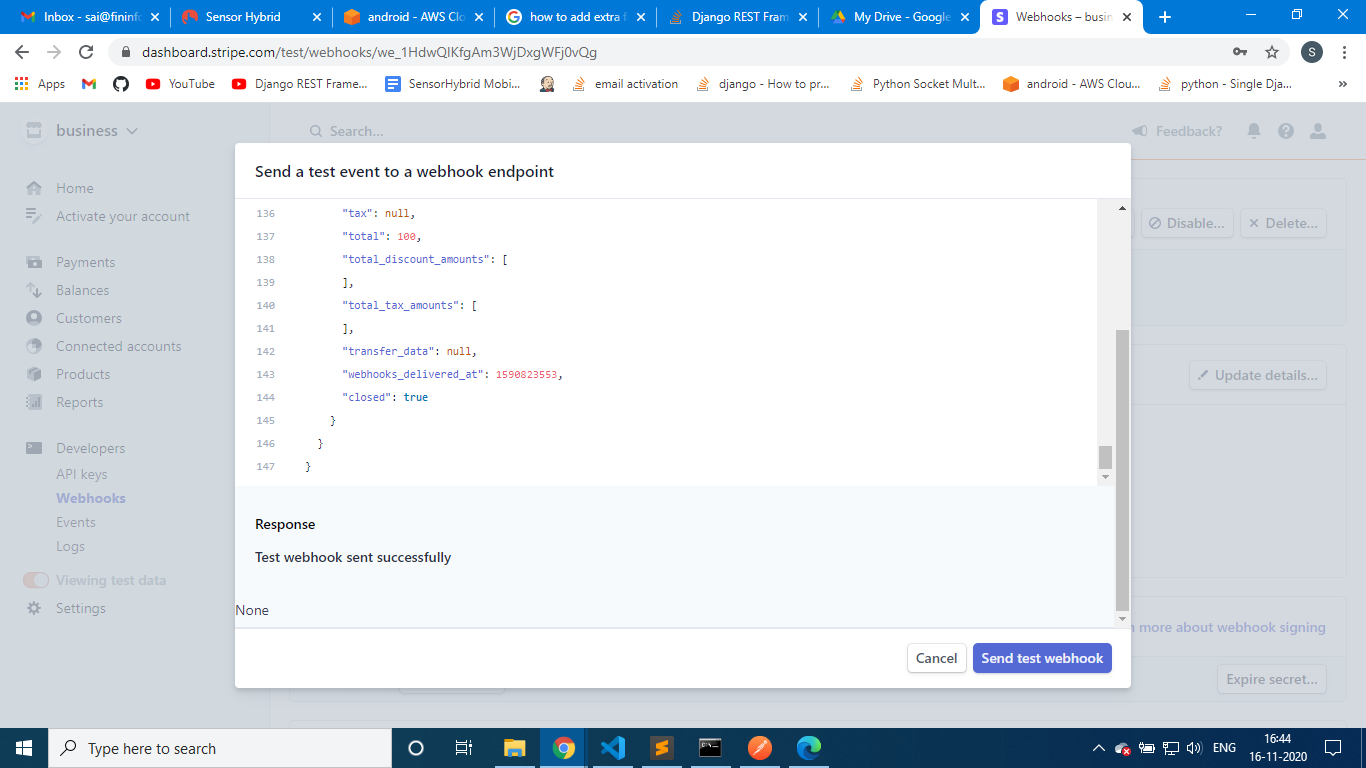 Inbox - sai@fininfo
Sensor Hybrid
android - AWS Clo
how to add extra f
Django REST Fram
My Drive - Google
Webhooks – busin
dashboard.stripe.com/test/webhooks/we_1HdwQIKfgAm3WjDxgWFj0vQg
S
Apps
YouTube
Django REST Frame...
SensorHybrid Mobi...
email activation
django - How to pr...
Python Socket Mult...
android - AWS Clou...
python - Single Dja...
»
business
Search...
Feedback?
Home
Activate your account
Payments
Balances
Customers
Connected accounts
Products
Reports
Developers
API keys
Webhooks
Events
Logs
Viewing test data
Settings
Disable...
Delete...
Update details...
more about webhook signing
Expire secret...
Send a test event to a webhook endpoint
136 "tax": null,
137 "total": 100,
138 "total_discount_amounts": [
139 ],
140 "total_tax_amounts": [
141 ],
142 "transfer_data": null,
143 "webhooks_delivered_at": 1590823553,
144 "closed": true
145 }
146 }
147 }
Response
Test webhook sent successfully
None
Cancel
Send test webhook
Type here to search
ENG
16:44
16-11-2020